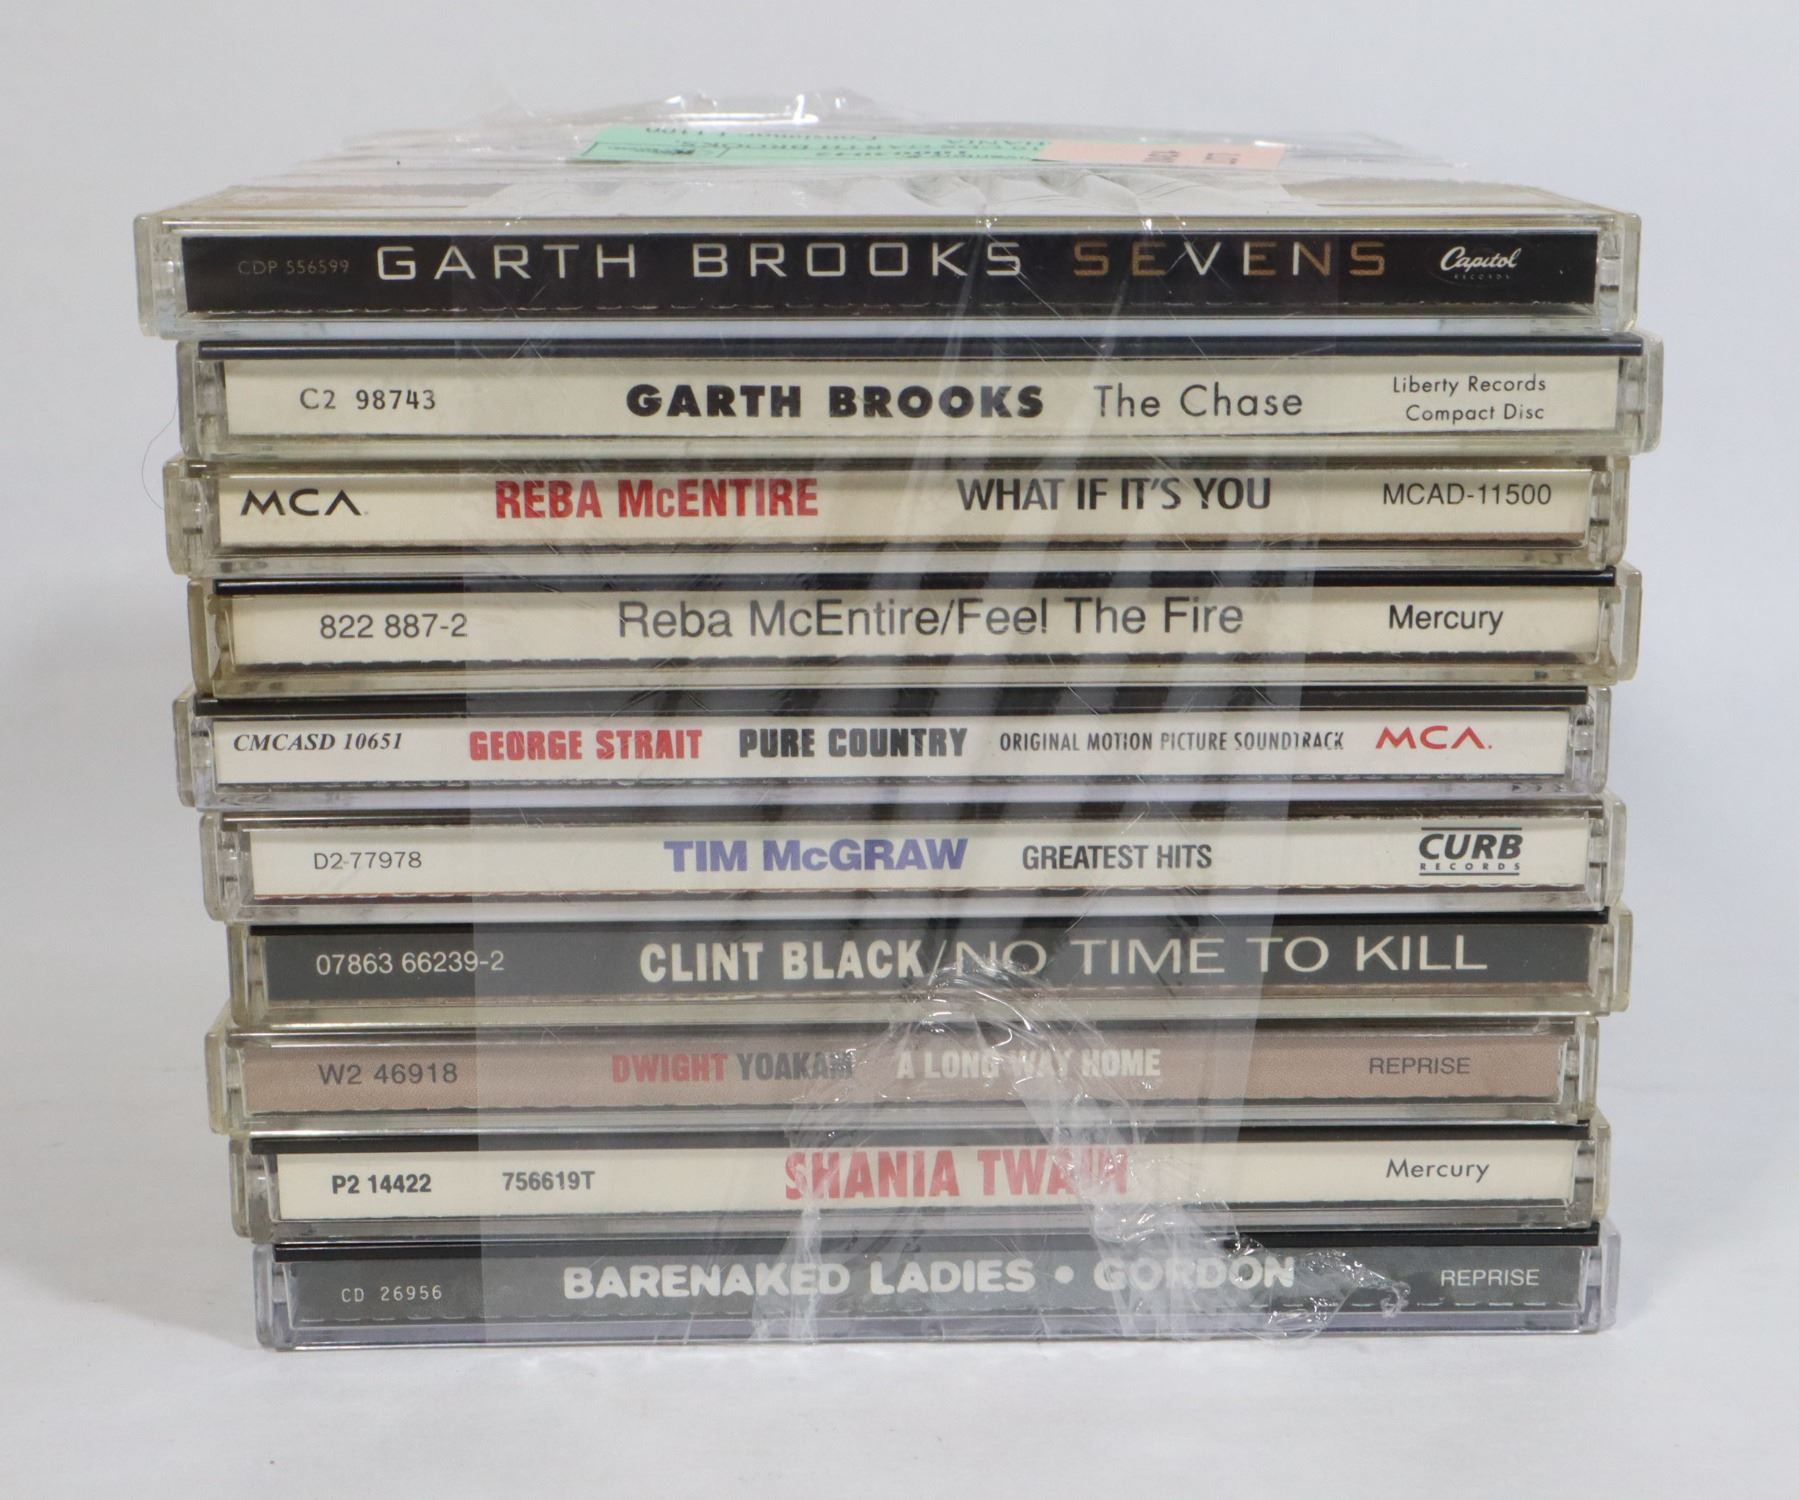 CDP 556599 GARTH BROOKS SEVENS Capitol
RECORDS
C2 98743 GARTH BROOKS The Chase Liberty Records
Compact Disc
MCA REBA McENTIRE WHAT IF IT'S YOU MCAD-11500
822 887-2 Reba McEntire/Feel The Fire Mercury
CMCASD 10651 GEORGE STRAIT PURE COUNTRY ORIGINAL MOTION PICTURE SOUNDTRACK MCA.
D2-77978 TIM McGRAW GREATEST HITS CURB
RECORDS
07863 66239-2 CLINT BLACK/NO TIME TO KILL
W2 46918 DWIGHT YOAKAM A LONG WAY HOME REPRISE
P2 14422 756619T SHANIA TWAIN Mercury
CD 26956 BARENAKED LADIES • GORDON REPRISE